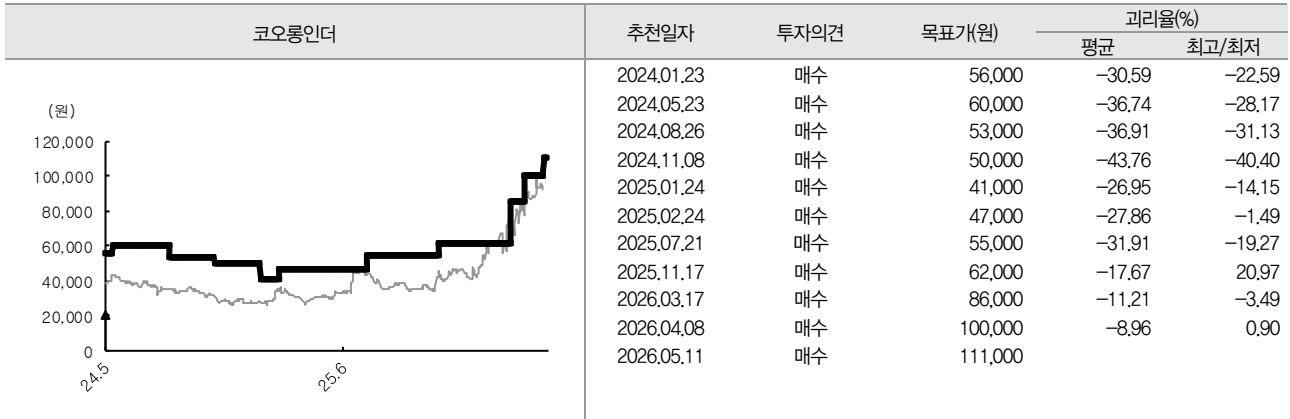 코오롱인더
추천일자 투자의견 목표가(원) 괴리율(%)
평균 최고/최저
(원)
120,000
100,000
80,000
60,000
40,000
20,000
0
24.5 25.6
2024.01.23 매수 56,000 −30.59 −22.59
2024.05.23 매수 60,000 −36.74 −28.17
2024.08.26 매수 53,000 −36.91 −31.13
2024.11.08 매수 50,000 −43.76 −40.40
2025.01.24 매수 41,000 −26.95 −14.15
2025.02.24 매수 47,000 −27.86 −1.49
2025.07.21 매수 55,000 −31.91 −19.27
2025.11.17 매수 62,000 −17.67 20.97
2026.03.17 매수 86,000 −11.21 −3.49
2026.04.08 매수 100,000 −8.96 0.90
2026.05.11 매수 111,000